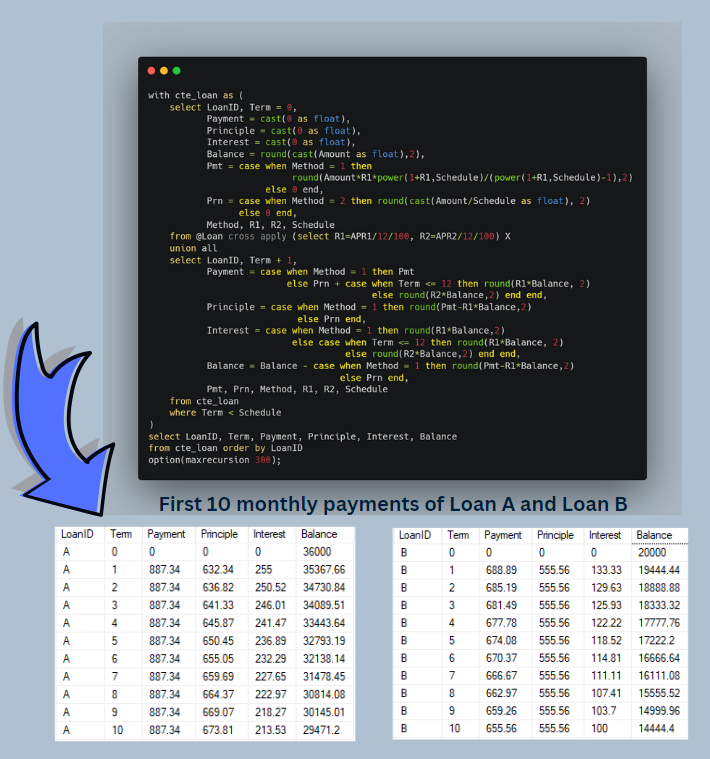 with cte_loan as (
    select LoanID, Term = 0,
           Payment = cast(0 as float),
           Principle = cast(0 as float),
           Interest = cast(0 as float),
           Balance = round(cast(Amount as float),2),
           Pmt = case when Method = 1 then
                           round(Amount*R1*power(1+R1,Schedule)/(power(1+R1,Schedule)-1),2)
                      else 0 end,
           Prn = case when Method = 2 then round(cast(Amount/Schedule as float), 2)
                 else 0 end,
           Method, R1, R2, Schedule
    from @Loan cross apply (select R1=APR1/12/100, R2=APR2/12/100) X
    union all
    select LoanID, Term + 1,
           Payment = case when Method = 1 then Pmt
                          else Prn + case when Term <= 12 then round(R1*Balance, 2)
                                          else round(R2*Balance,2) end end,
           Principle = case when Method = 1 then round(Pmt-R1*Balance,2)
                            else Prn end,
           Interest = case when Method = 1 then round(R1*Balance,2)
                           else case when Term <= 12 then round(R1*Balance, 2)
                                     else round(R2*Balance,2) end end,
           Balance = Balance - case when Method = 1 then round(Pmt-R1*Balance,2)
                                    else Prn end,
           Pmt, Prn, Method, R1, R2, Schedule
    from cte_loan
    where Term < Schedule
)
select LoanID, Term, Payment, Principle, Interest, Balance
from cte_loan order by LoanID
option(maxrecursion 300);
First 10 monthly payments of Loan A and Loan B
LoanID Term Payment Principle Interest Balance
A 0 0 0 0 36000
A 1 887.34 632.34 255 35367.66
A 2 887.34 636.82 250.52 34730.84
A 3 887.34 641.33 246.01 34089.51
A 4 887.34 645.87 241.47 33443.64
A 5 887.34 650.45 236.89 32793.19
A 6 887.34 655.05 232.29 32138.14
A 7 887.34 659.69 227.65 31478.45
A 8 887.34 664.37 222.97 30814.08
A 9 887.34 669.07 218.27 30145.01
A 10 887.34 673.81 213.53 29471.2
LoanID Term Payment Principle Interest Balance
B 0 0 0 0 20000
B 1 688.89 555.56 133.33 19444.44
B 2 685.19 555.56 129.63 18888.88
B 3 681.49 555.56 125.93 18333.32
B 4 677.78 555.56 122.22 17777.76
B 5 674.08 555.56 118.52 17222.2
B 6 670.37 555.56 114.81 16666.64
B 7 666.67 555.56 111.11 16111.08
B 8 662.97 555.56 107.41 15555.52
B 9 659.26 555.56 103.7 14999.96
B 10 655.56 555.56 100 14444.4